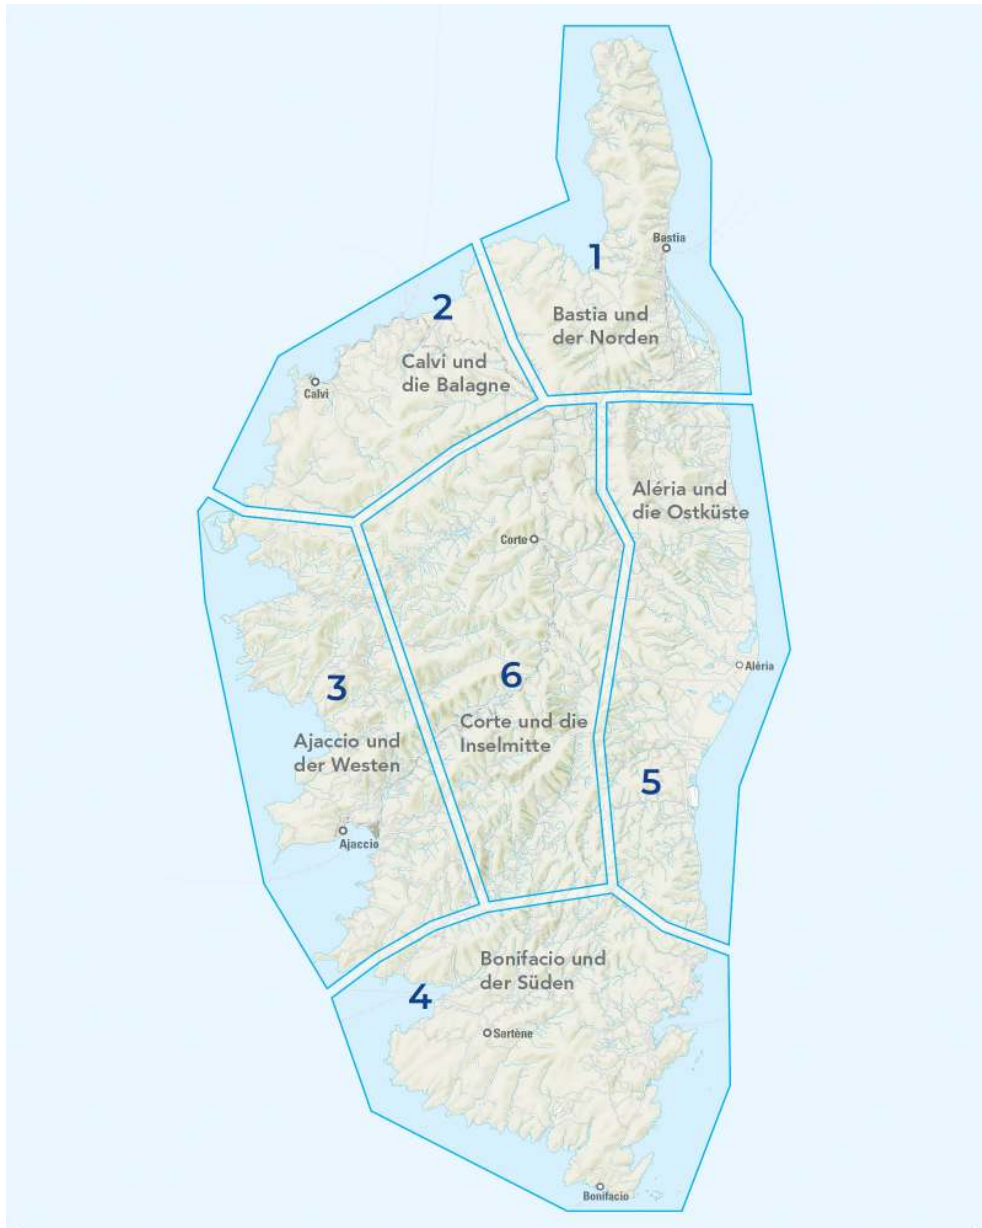 1
Bastia
Bastia und
der Norden
2
Calvi und
die Balagne
Calvi
Aléria und
die Ostküste
Corte
Aléria
3
6
Ajaccio und
der Westen
Corte und die
Inselmitte
5
Ajaccio
Bonifacio und
der Süden
4
Sartène
Bonifacio